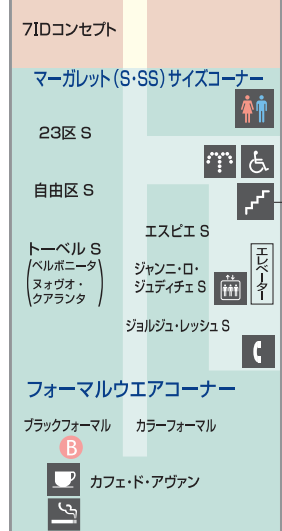 7IDコンセプト
マーガレット(S・SS)サイズコーナー
23区 S
自由区 S
エスピエ S
トーベル S
(ベルボニータ
ヌォヴオ・
クアランタ)
ジャンニ・ロ・
ジュディチェ S
エレベーター
ジョルジュ・レッシュ S
フォーマルウエアコーナー
ブラックフォーマル
カラーフォーマル
B
カフェ・ド・アヴァン